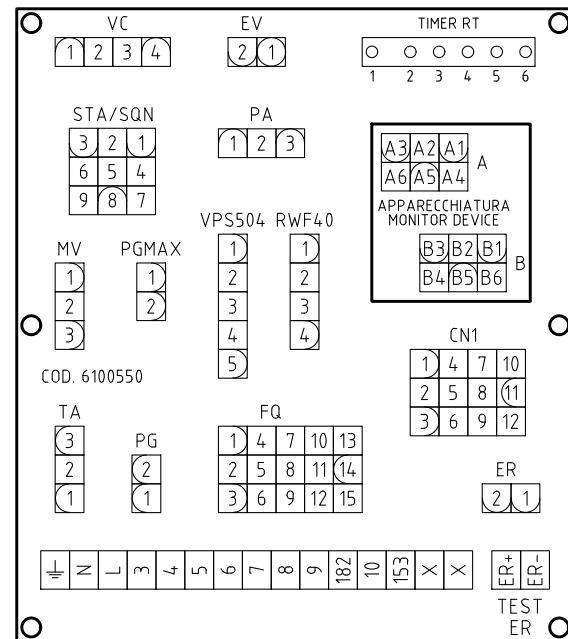 VC EV TIMER RT
1 2 3 4 2 1
1 2 3 4 5 6
STA/SQN PA
3 2 1 1 2 3
6 5 4
9 8 7
A3 A2 A1 A
A6 A5 A4
APPARECCHIATURA
MONITOR DEVICE
B3 B2 B1 B
B4 B5 B6
MV PGMAX VPS504 RWF40
1 1 1 1
2 2 2 2
3 3 3
4 4
5
CN1
1 4 7 10
2 5 8 11
3 6 9 12
COD. 6100550
TA PG FQ
3 2 1 4 7 10 13
2 1 2 5 8 11 14
1 3 6 9 12 15
ER
2 1
N L 3 4 5 6 7 8 9 182 10 153 X X ER+ ER-
TEST
ER